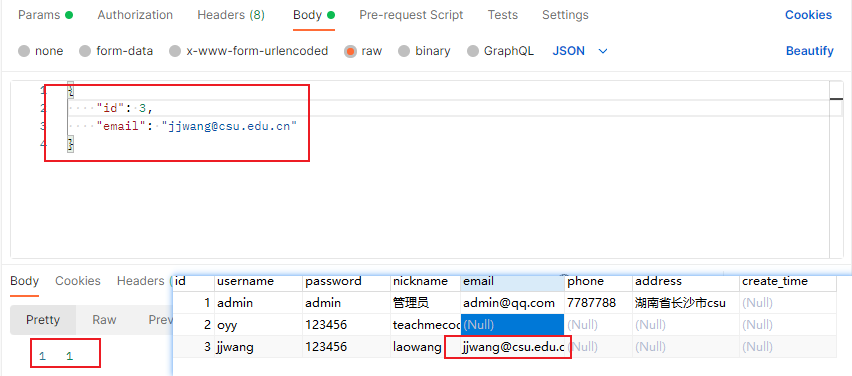 Params Authorization Headers (8) Body Pre-request Script Tests Settings Cookies
none form-data x-www-form-urlencoded raw binary GraphQL JSON Beautify
1 {
2 "id": 3,
3 "email": "jjwang@csu.edu.cn"
4 }
Body Cookies Headers (
Pretty Raw Prev
1 1
id username password nickname email phone address create_time
1 admin admin 管理员 admin@qq.com 7787788 湖南省长沙市csu (Null)
2 oyy 123456 teachmecod (Null) (Null) (Null) (Null)
3 jjwang 123456 laowang jjwang@csu.edu.c (Null) (Null) (Null)